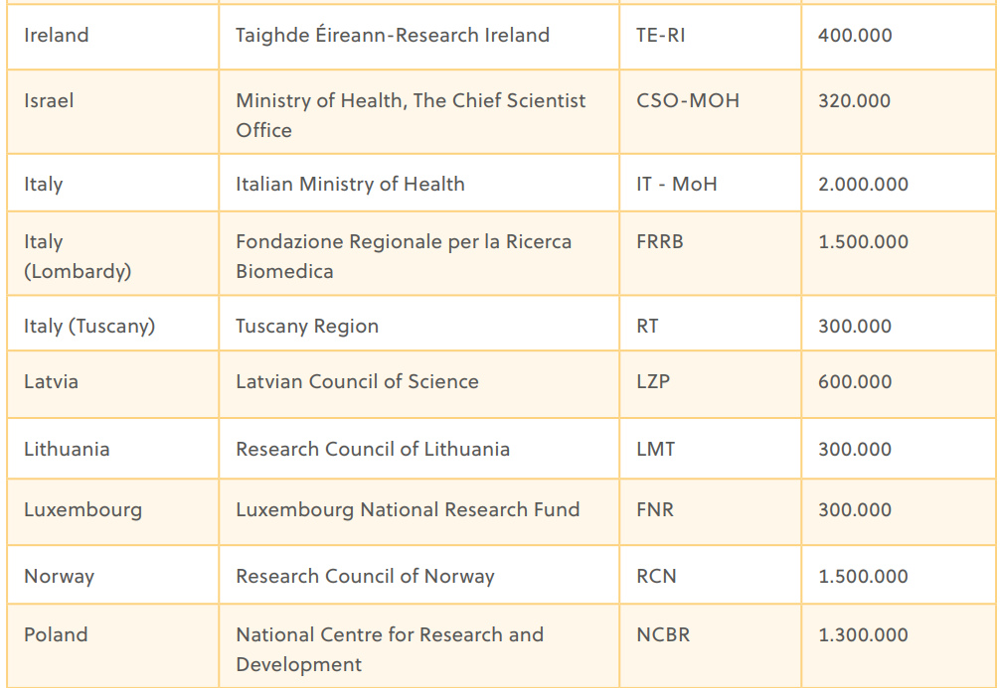 Ireland Taighde Éireann-Research Ireland TE-RI 400.000
Israel Ministry of Health, The Chief Scientist CSO-MOH 320.000
Office
Italy Italian Ministry of Health IT - MoH 2.000.000
Italy Fondazione Regionale per la Ricerca FRRB 1.500.000
(Lombardy) Biomedica
Italy (Tuscany) Tuscany Region RT 300.000
Latvia Latvian Council of Science LZP 600.000
Lithuania Research Council of Lithuania LMT 300.000
Luxembourg Luxembourg National Research Fund FNR 300.000
Norway Research Council of Norway RCN 1.500.000
Poland National Centre for Research and NCBR 1.300.000
Development